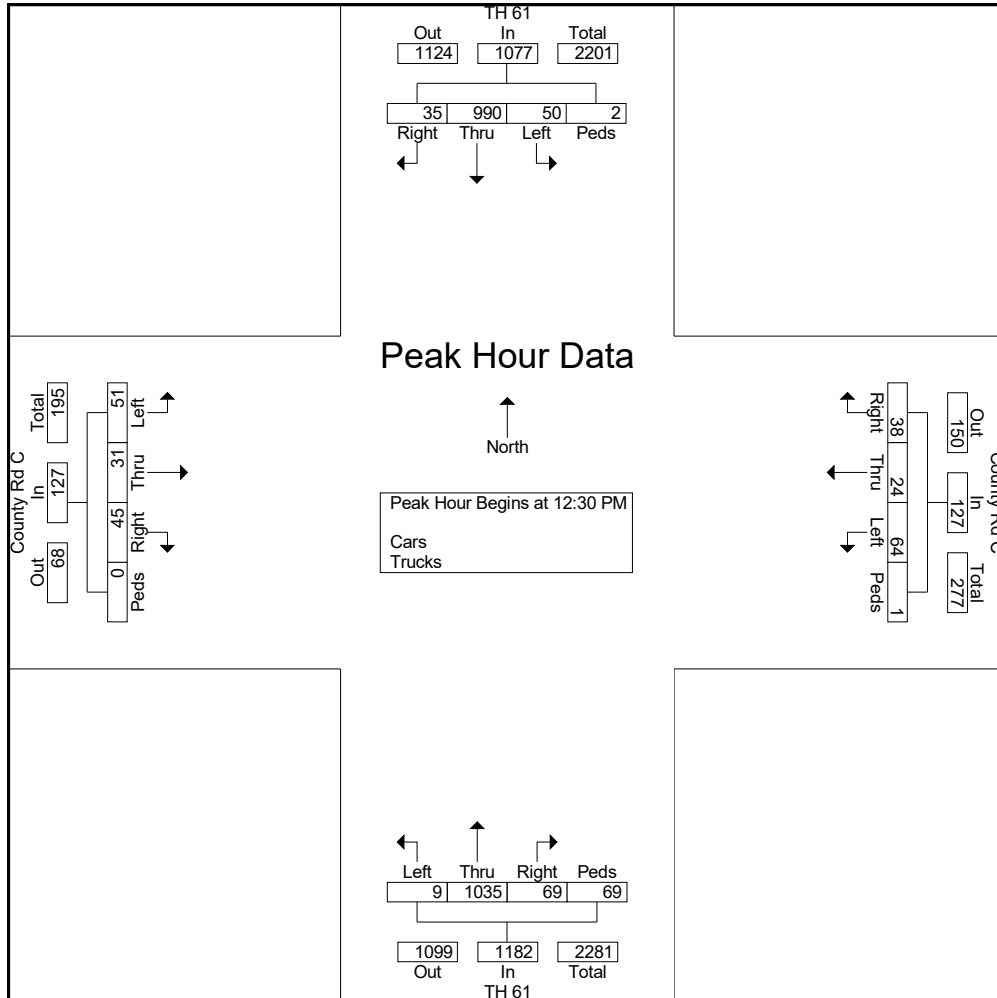 TH 61
Out In Total
1124 1077 2201
35 990 50 2
Right Thru Left Peds
Peak Hour Data
North
Peak Hour Begins at 12:30 PM
Cars
Trucks
County Rd C
Total In Out
195 127 68
51 31 45 0
Left Thru Right Peds
County Rd C
Out In Total
150 127 277
38 24 64 1
Right Thru Left Peds
Left Thru Right Peds
9 1035 69 69
1099 1182 2281
Out In Total
TH 61